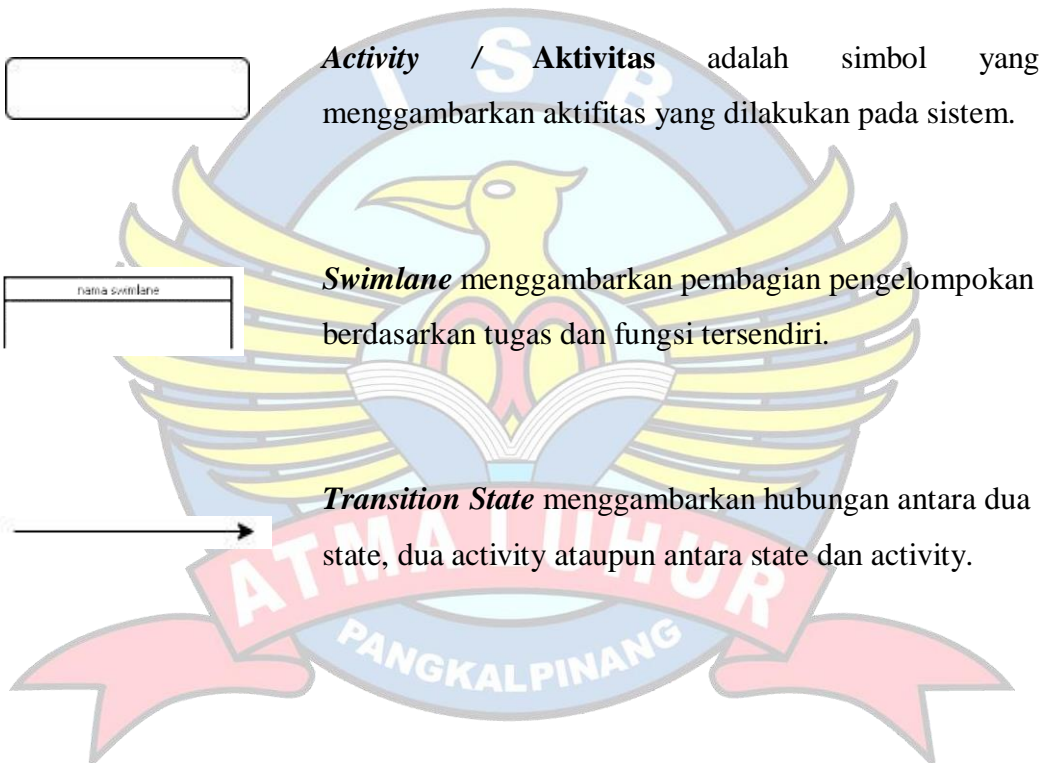 I S B
Activity / Aktivitas adalah simbol yang
menggambarkan aktifitas yang dilakukan pada sistem.
nama swimlane
Swimlane menggambarkan pembagian pengelompokan
berdasarkan tugas dan fungsi tersendiri.
Transition State menggambarkan hubungan antara dua
state, dua activity ataupun antara state dan activity.
ATMA LUHUR
PANGKALPINANG